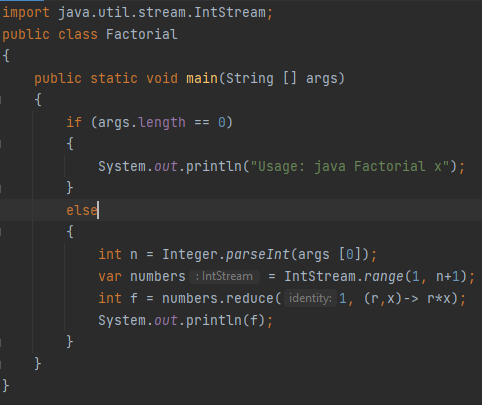 import java.util.stream.IntStream;
public class Factorial
{
    public static void main(String [] args)
    {
        if (args.length == 0)
        {
            System.out.println("Usage: java Factorial x");
        }
        else
        {
            int n = Integer.parseInt(args [0]);
            var numbers : IntStream = IntStream.range(1, n+1);
            int f = numbers.reduce( identity: 1, (r,x)-> r*x);
            System.out.println(f);
        }
    }
}